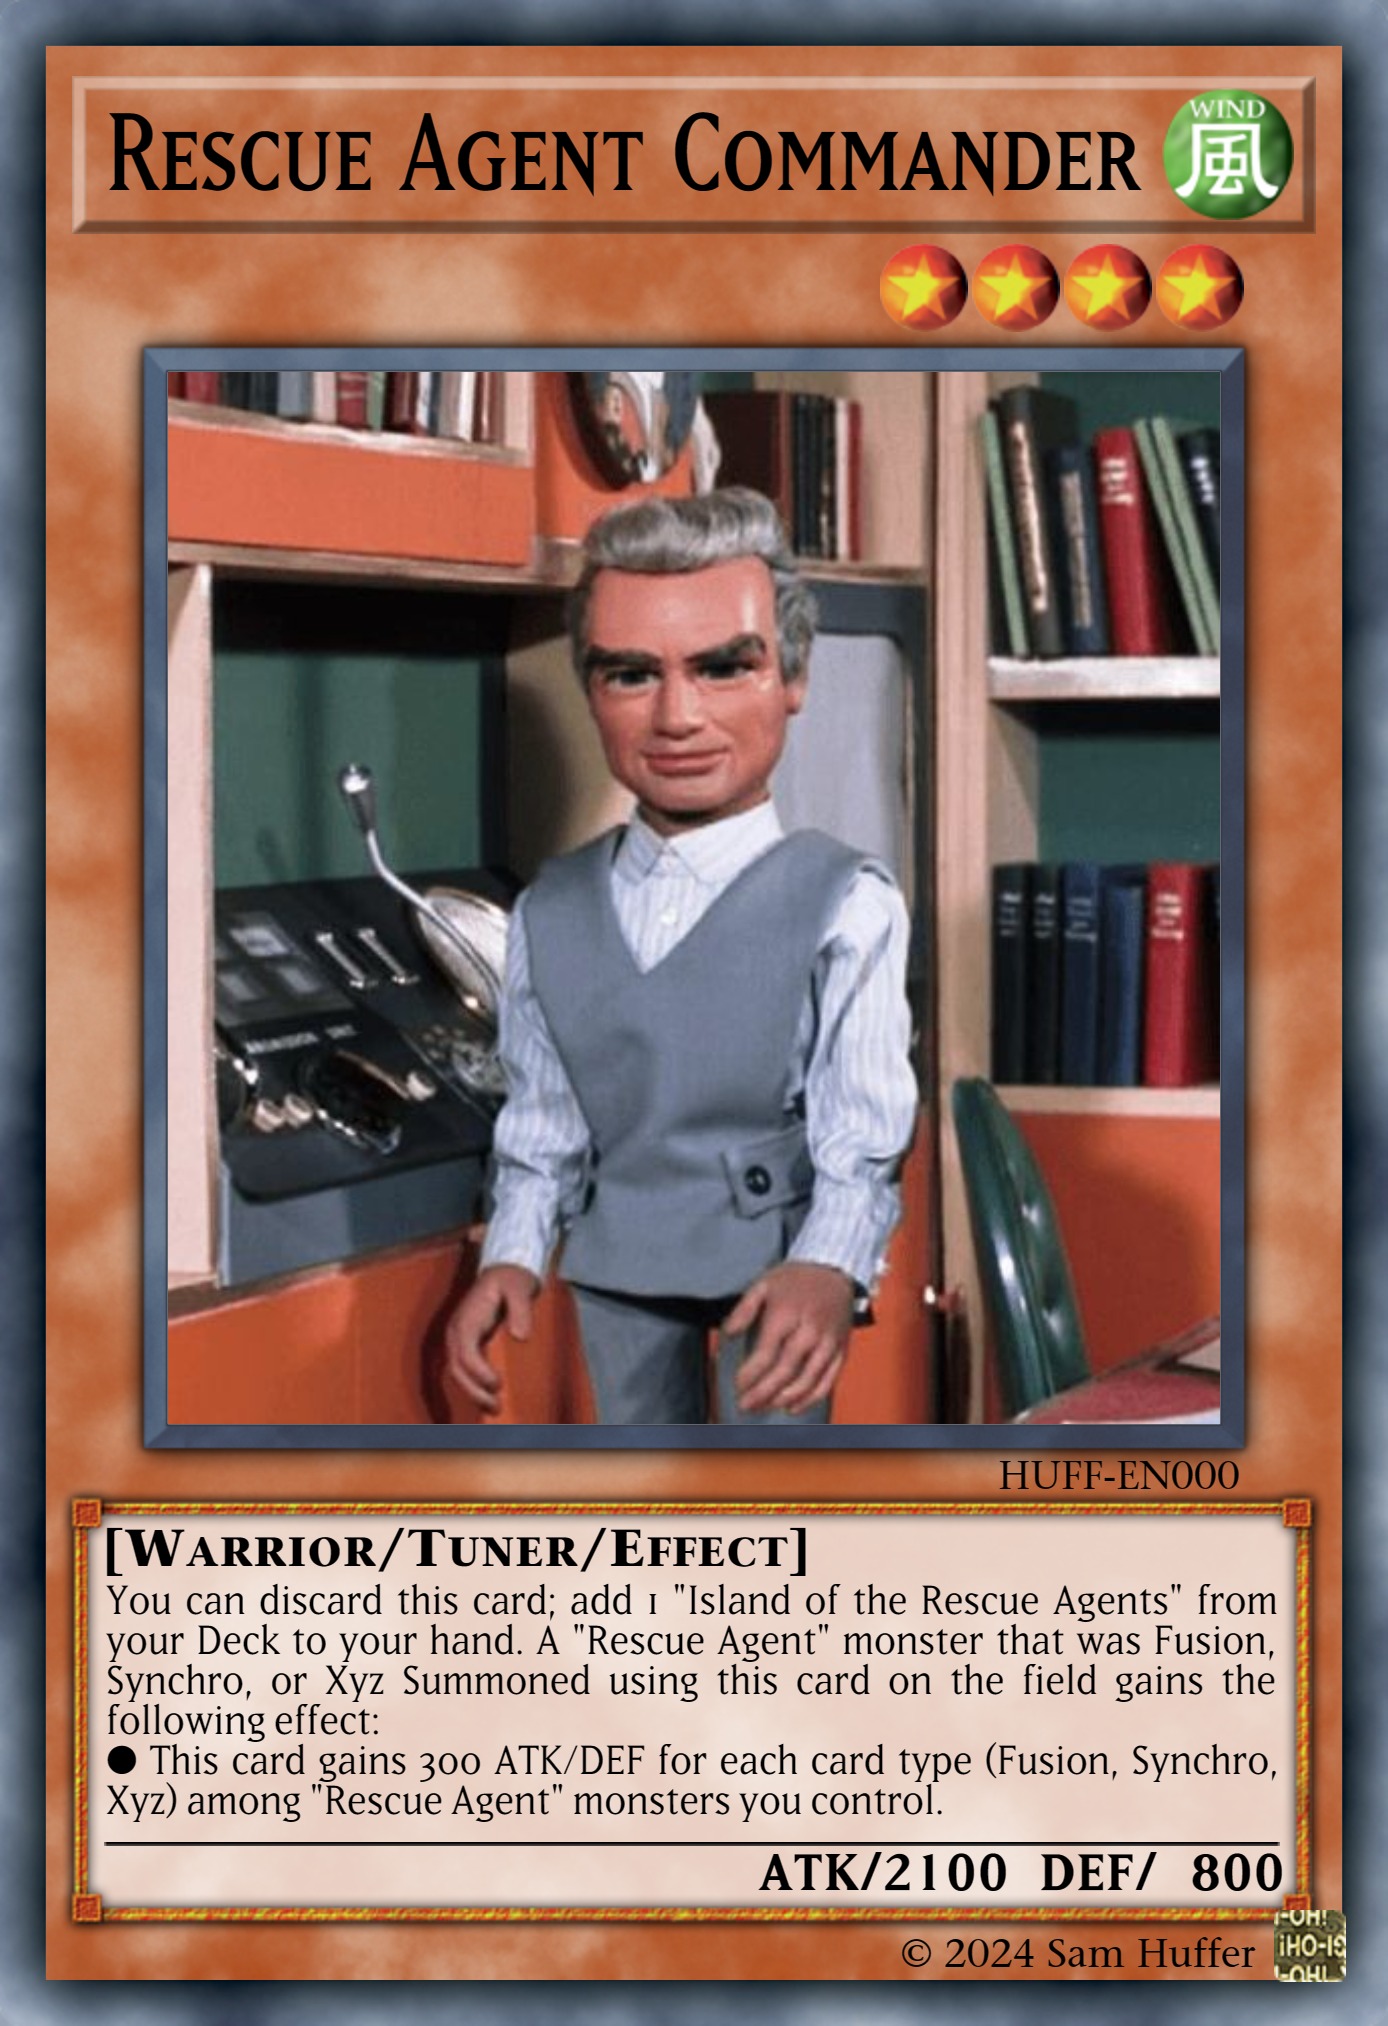 Rescue Agent Commander
WIND
風
HUFF-EN000
[Warrior/Tuner/Effect]
You can discard this card; add 1 "Island of the Rescue Agents" from
your Deck to your hand. A "Rescue Agent" monster that was Fusion,
Synchro, or Xyz Summoned using this card on the field gains the
following effect:
● This card gains 300 ATK/DEF for each card type (Fusion, Synchro,
Xyz) among "Rescue Agent" monsters you control.
ATK/2100 DEF/ 800
© 2024 Sam Huffer